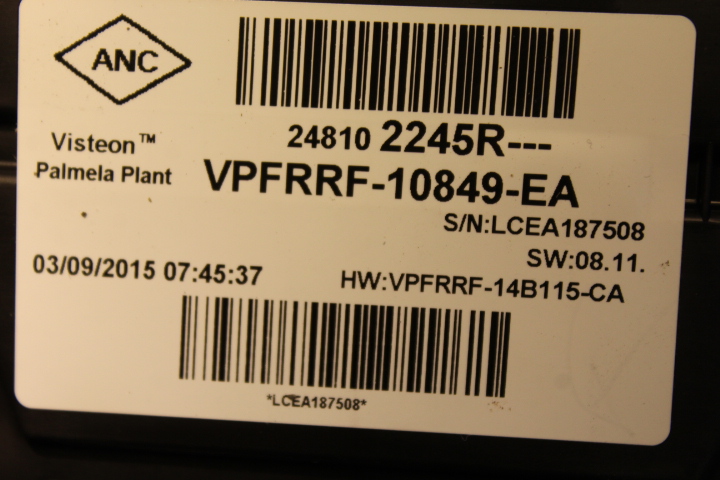 ANC
24810 2245R---
Visteon™
Palmela Plant
VPFRRF-10849-EA
S/N:LCEA187508
SW:08.11.
03/09/2015 07:45:37
HW:VPFRRF-14B115-CA
*LCEA187508*